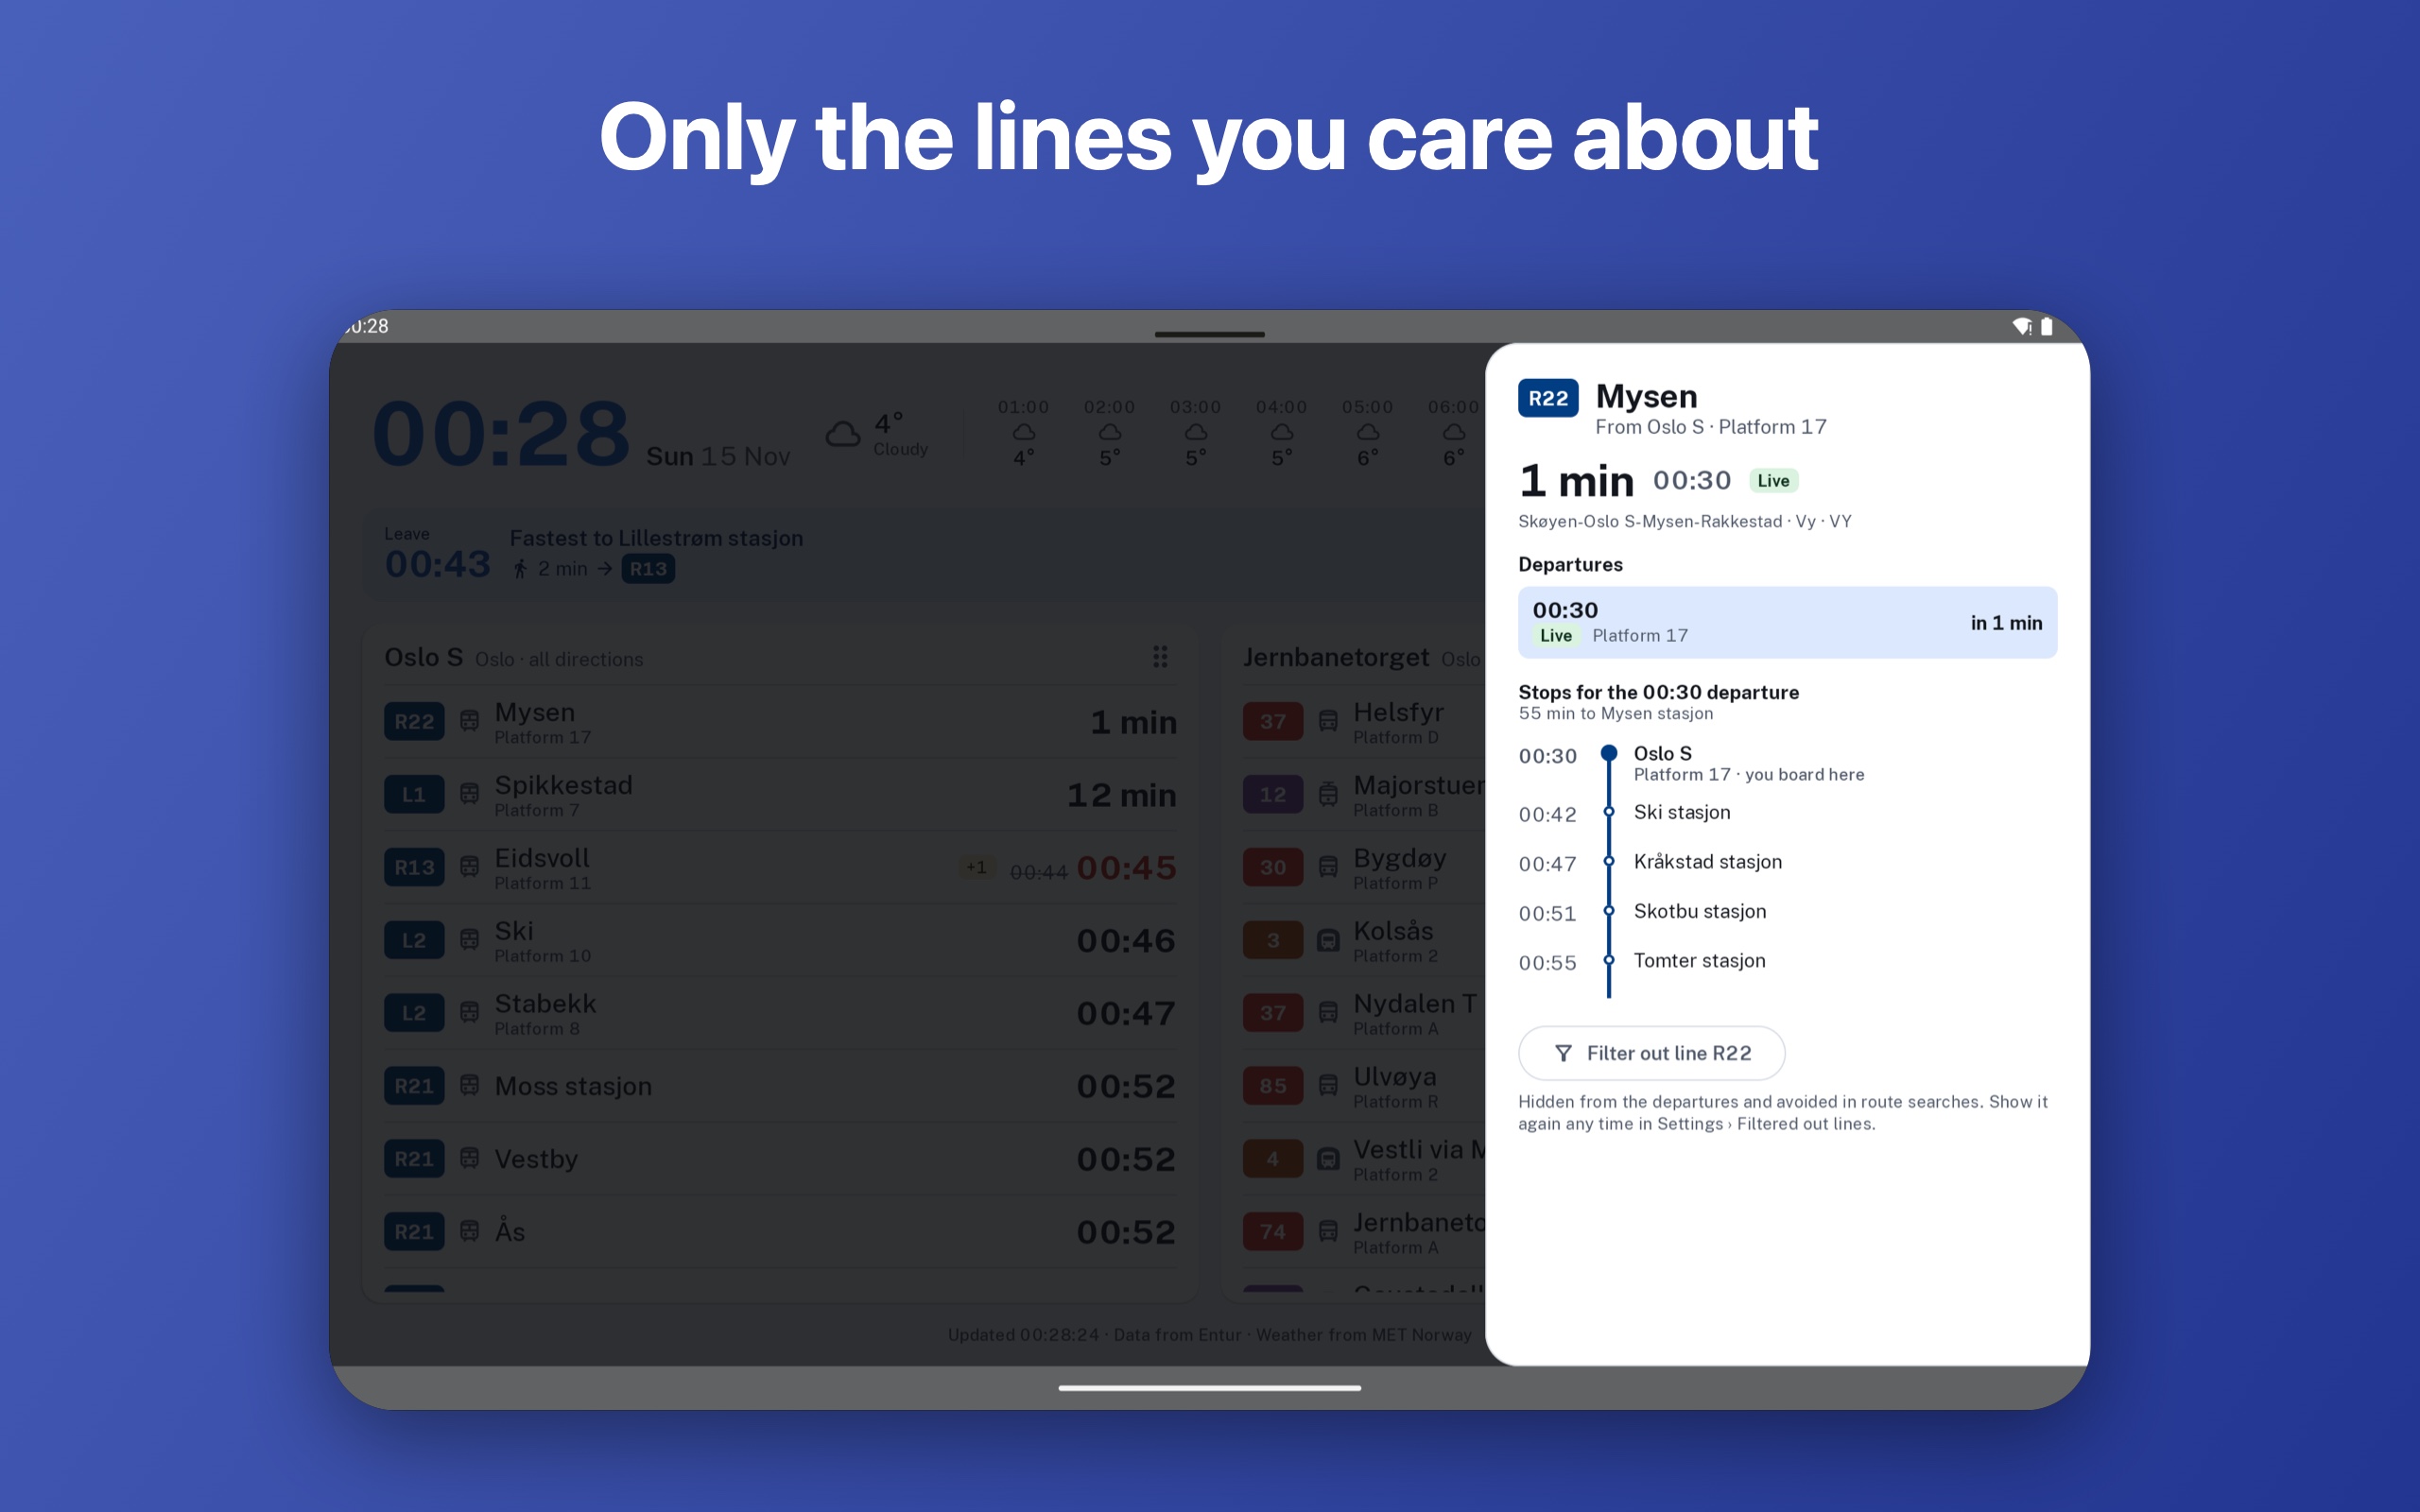 Only the lines you care about
0:28
00:28 Sun 15 Nov
4°
Cloudy
01:00 02:00 03:00 04:00 05:00 06:00
4° 5° 5° 5° 6° 6°
Leave
00:43
Fastest to Lillestrøm stasjon
2 min → R13
Oslo S Oslo · all directions
R22 Mysen 1 min
Platform 17
L1 Spikkestad 12 min
Platform 7
R13 Eidsvoll +1 00:44 00:45
Platform 11
L2 Ski 00:46
Platform 10
L2 Stabekk 00:47
Platform 8
R21 Moss stasjon 00:52
R21 Vestby 00:52
R21 Ås 00:52
Jernbanetorget Oslo
37 Helsfyr
Platform D
12 Majorstuen
Platform B
30 Bygdøy
Platform P
3 Kolsås
Platform 2
37 Nydalen T
Platform A
85 Ulvøya
Platform R
4 Vestli via
Platform 2
74 Jernbaneto
Platform A
Updated 00:28:24 · Data from Entur · Weather from MET Norway
R22 Mysen
From Oslo S · Platform 17
1 min 00:30 Live
Skøyen-Oslo S-Mysen-Rakkestad · Vy · VY
Departures
00:30
Live Platform 17
in 1 min
Stops for the 00:30 departure
55 min to Mysen stasjon
00:30 Oslo S
Platform 17 · you board here
00:42 Ski stasjon
00:47 Kråkstad stasjon
00:51 Skotbu stasjon
00:55 Tomter stasjon
Filter out line R22
Hidden from the departures and avoided in route searches. Show it
again any time in Settings › Filtered out lines.